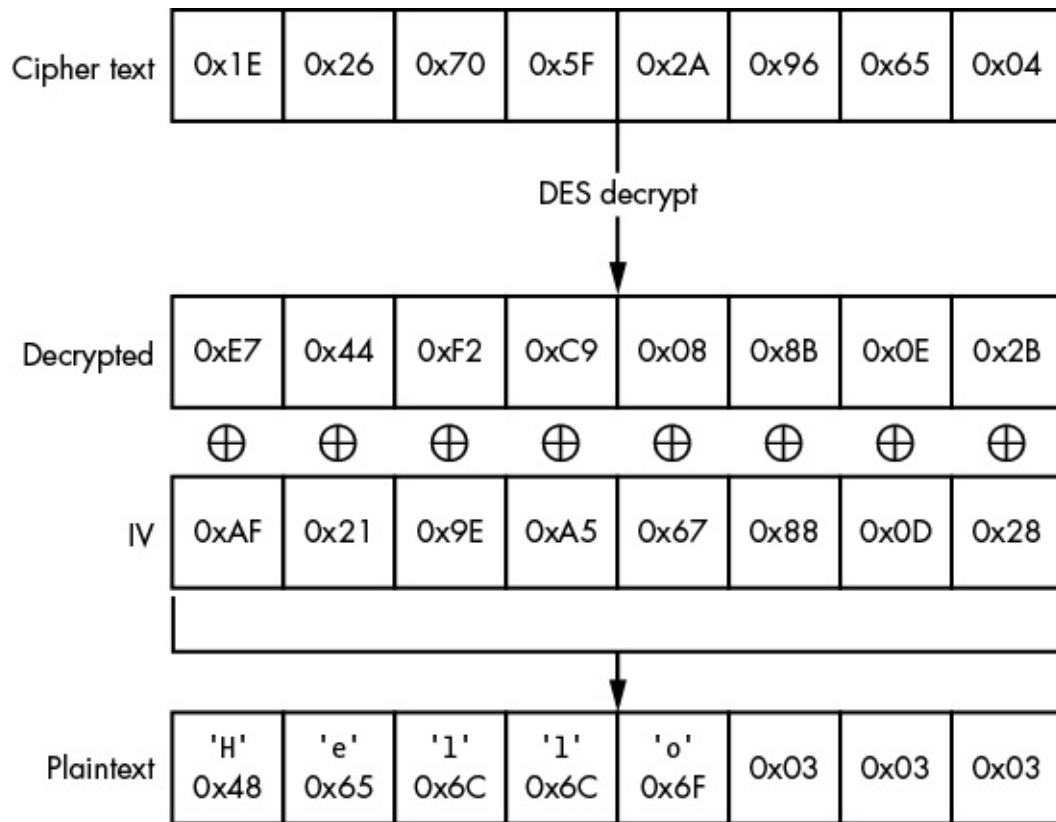 Cipher text 0x1E 0x26 0x70 0x5F 0x2A 0x96 0x65 0x04
DES decrypt
Decrypted 0xE7 0x44 0xF2 0xC9 0x08 0x8B 0x0E 0x2B
IV 0xAF 0x21 0x9E 0xA5 0x67 0x88 0x0D 0x28
'H' 'e' 'l' 'l' 'o'
Plaintext 0x48 0x65 0x6C 0x6C 0x6F 0x03 0x03 0x03